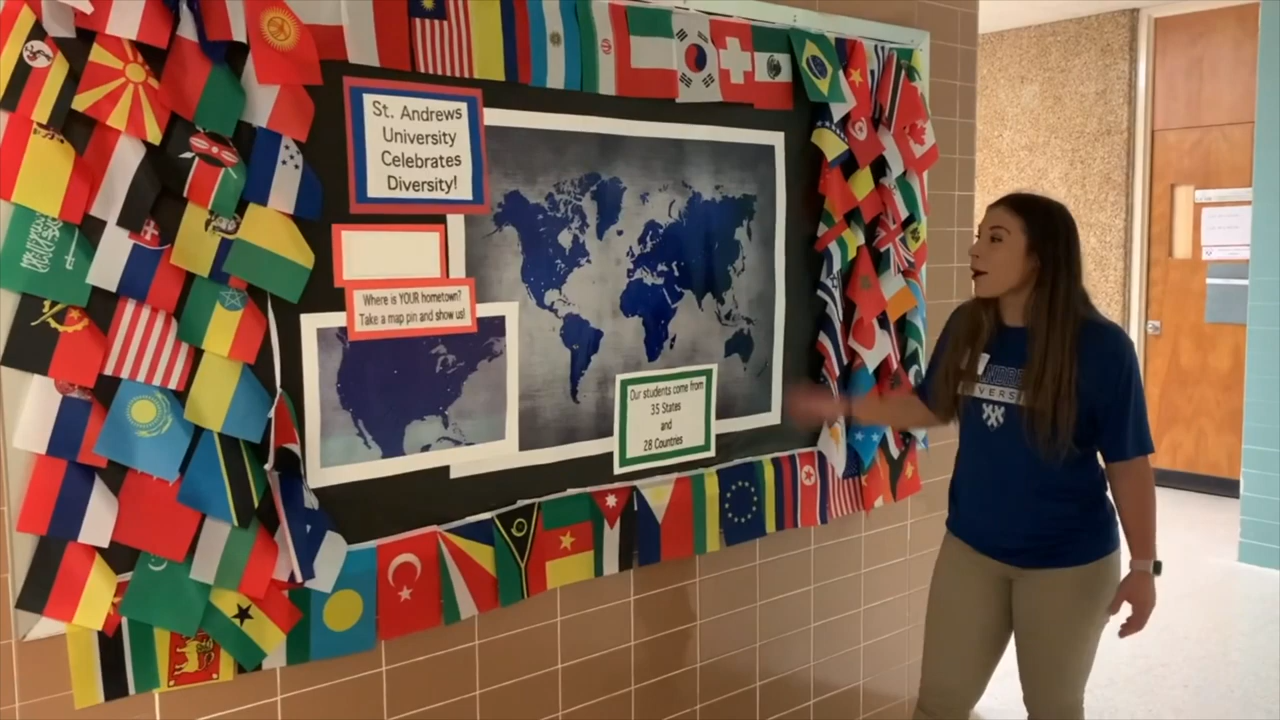 St. Andrews
University
Celebrates
Diversity!
Where is YOUR hometown?
Take a map pin and show us!
Our students come from
35 States
and
28 Countries